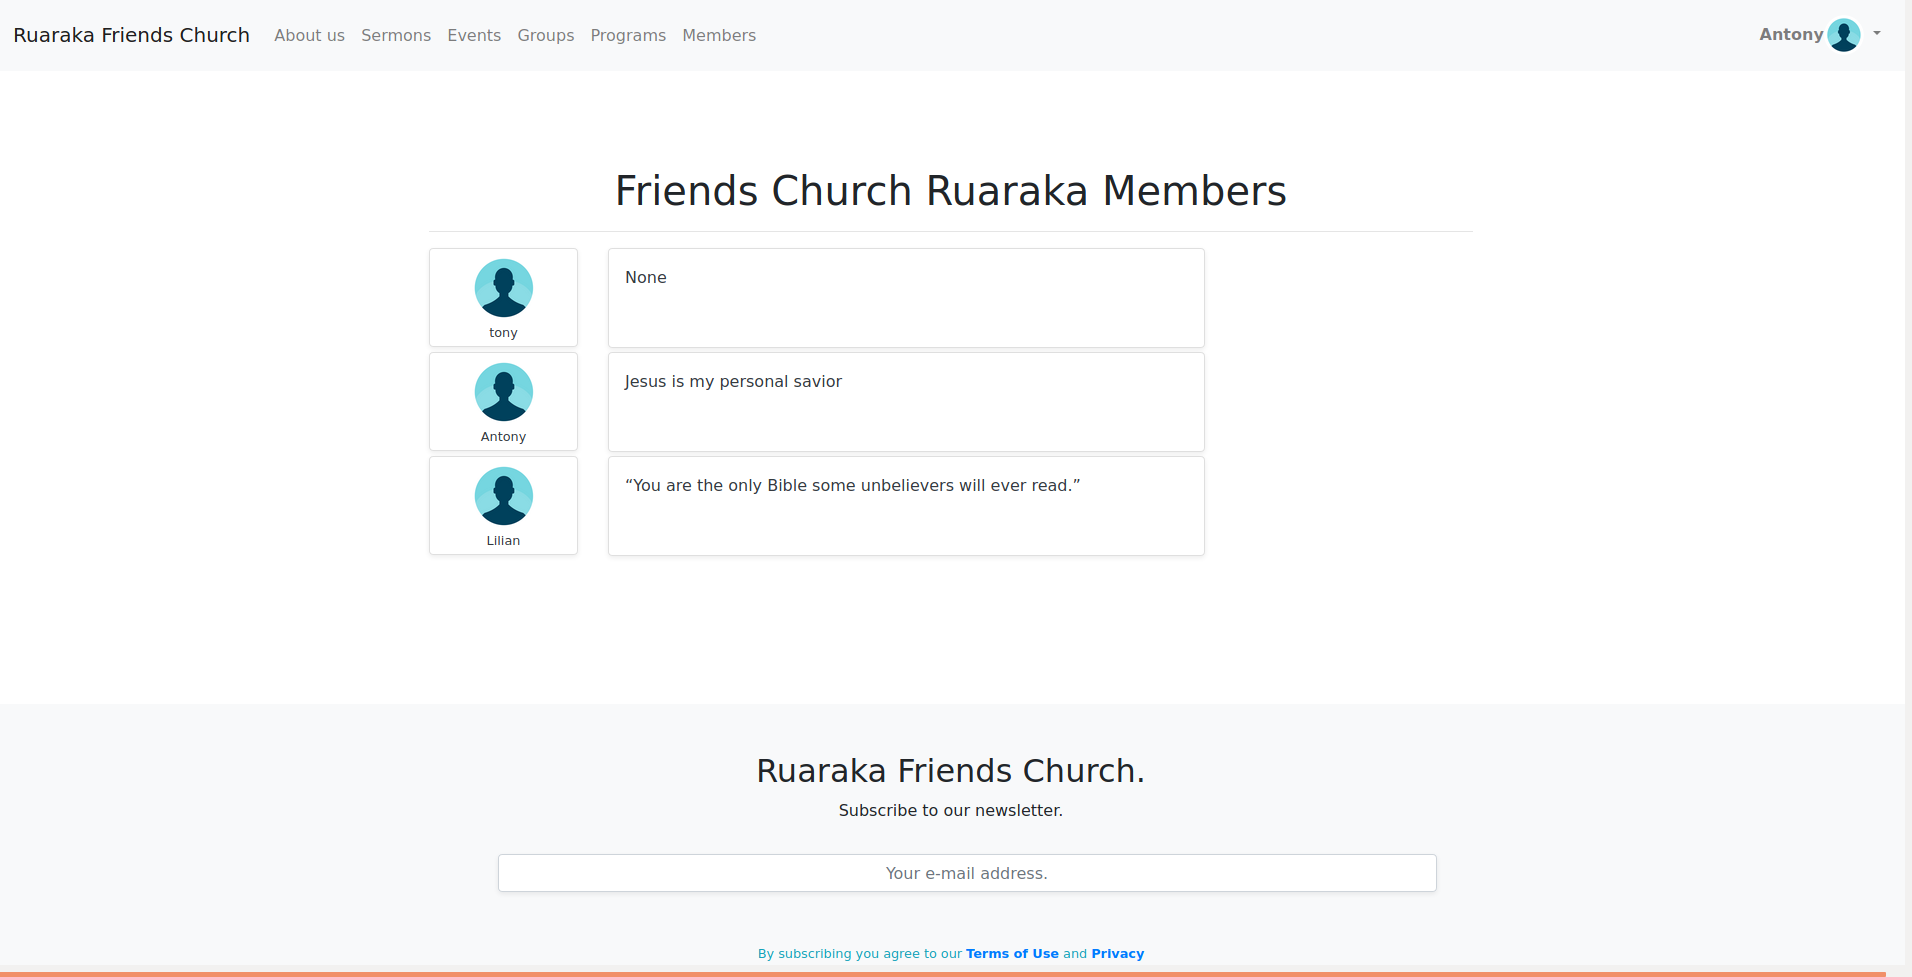 Ruaraka Friends Church About us Sermons Events Groups Programs Members Antony
Friends Church Ruaraka Members
None
tony
Jesus is my personal savior
Antony
“You are the only Bible some unbelievers will ever read.”
Lilian
Ruaraka Friends Church.
Subscribe to our newsletter.
Your e-mail address.
By subscribing you agree to our Terms of Use and Privacy